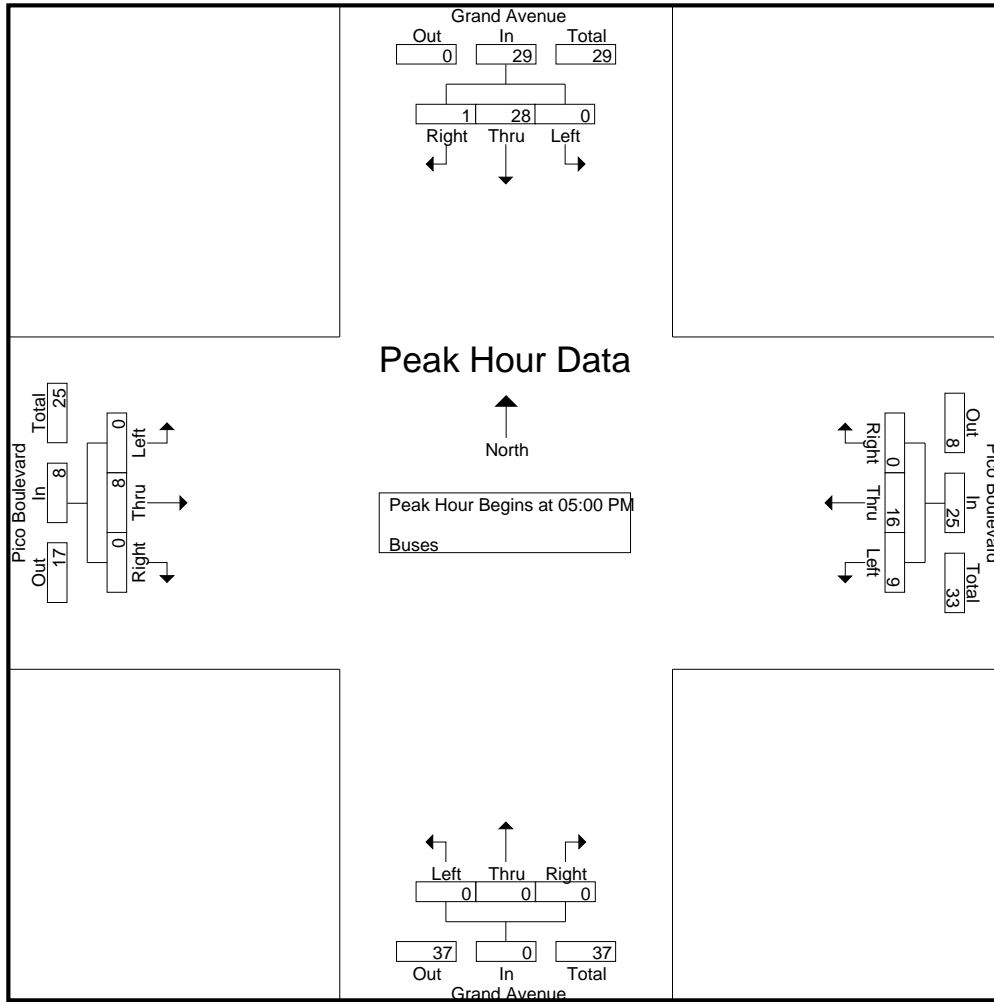 Grand Avenue
Out In Total
0 29 29
1 28 0
Right Thru Left
Peak Hour Data
North
Peak Hour Begins at 05:00 PM
Buses
Pico Boulevard
Total In Out
25 8 17
0 8 0
Left Thru Right
Right Thru Left
0 16 9
Out In Total
8 25 33
Pico Boulevard
Left Thru Right
0 0 0
37 0 37
Out In Total
Grand Avenue